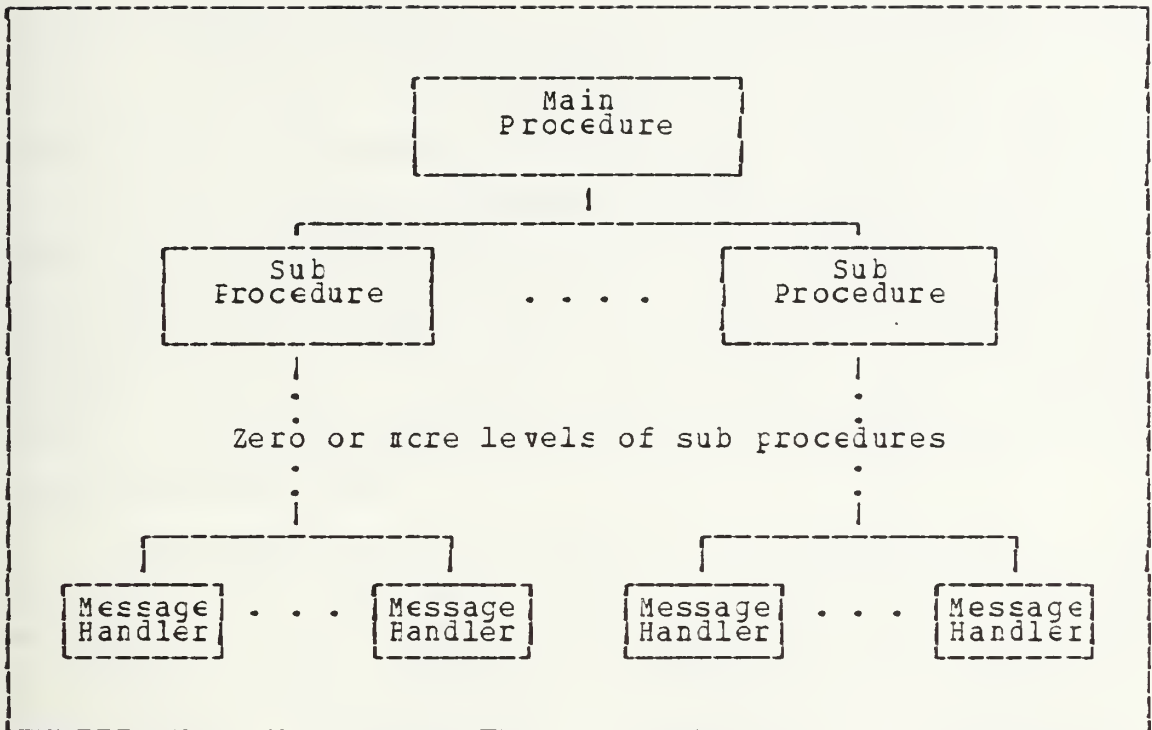 Main
Procedure
Sub
Procedure
. . . .
Sub
Procedure
Zero or more levels of sub procedures
Message
Handler
. . .
Message
Handler
Message
Handler
. . .
Message
Handler